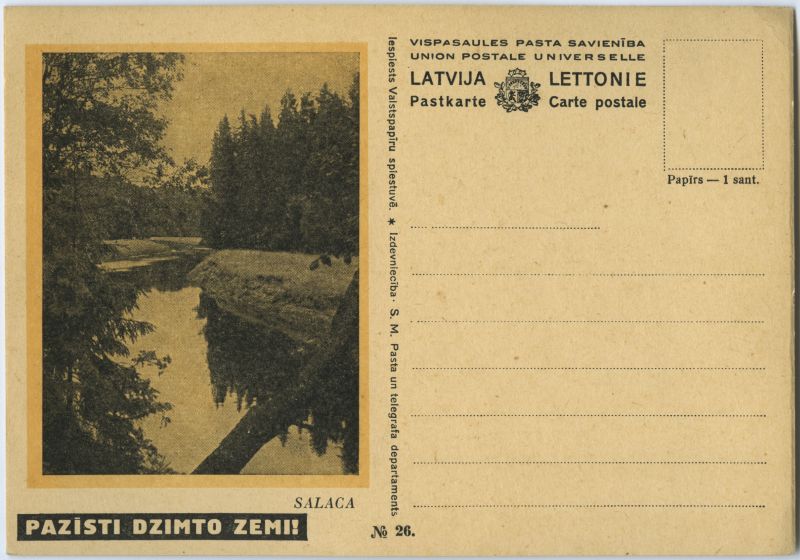 SALACA
PAZĪSTI DZIMTO ZEMI!
№ 26.
Iespiests Valstspapīru spiestuvē. * Izdevniecība · S. M. Pasta un telegrafa departaments
VISPASAULES PASTA SAVIENĪBA
UNION POSTALE UNIVERSELLE
LATVIJA LETTONIE
Pastkarte Carte postale
Papīrs — 1 sant.